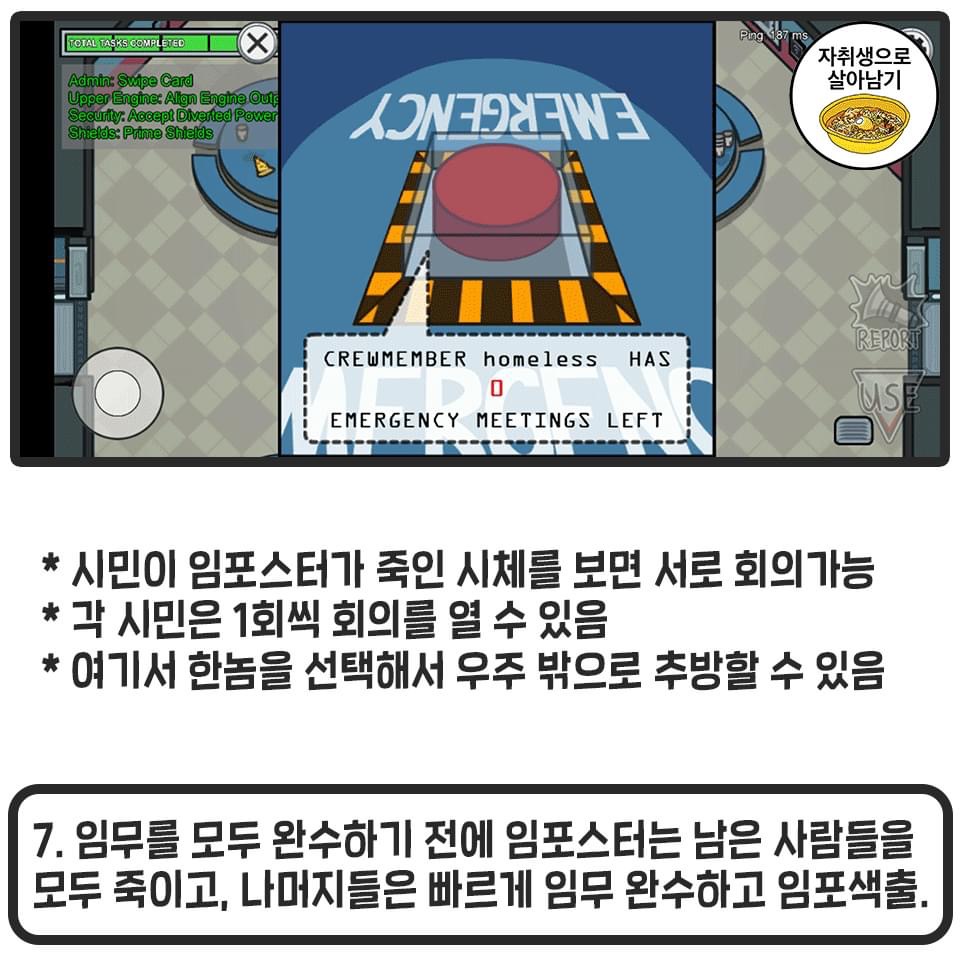 TOTAL TASKS COMPLETED
Ping: 187 ms
자취생으로
살아남기
Admin: Swipe Card
Upper Engine: Align Engine Outp
Security: Accept Diverted Power
Shields: Prime Shields
EMERGENCY
REPORT
USE
CREWMEMBER homeless HAS
0
EMERGENCY MEETINGS LEFT
MERGENC
* 시민이 임포스터가 죽인 시체를 보면 서로 회의가능
* 각 시민은 1회씩 회의를 열 수 있음
* 여기서 한놈을 선택해서 우주 밖으로 추방할 수 있음
7. 임무를 모두 완수하기 전에 임포스터는 남은 사람들을
모두 죽이고, 나머지들은 빠르게 임무 완수하고 임포색출.